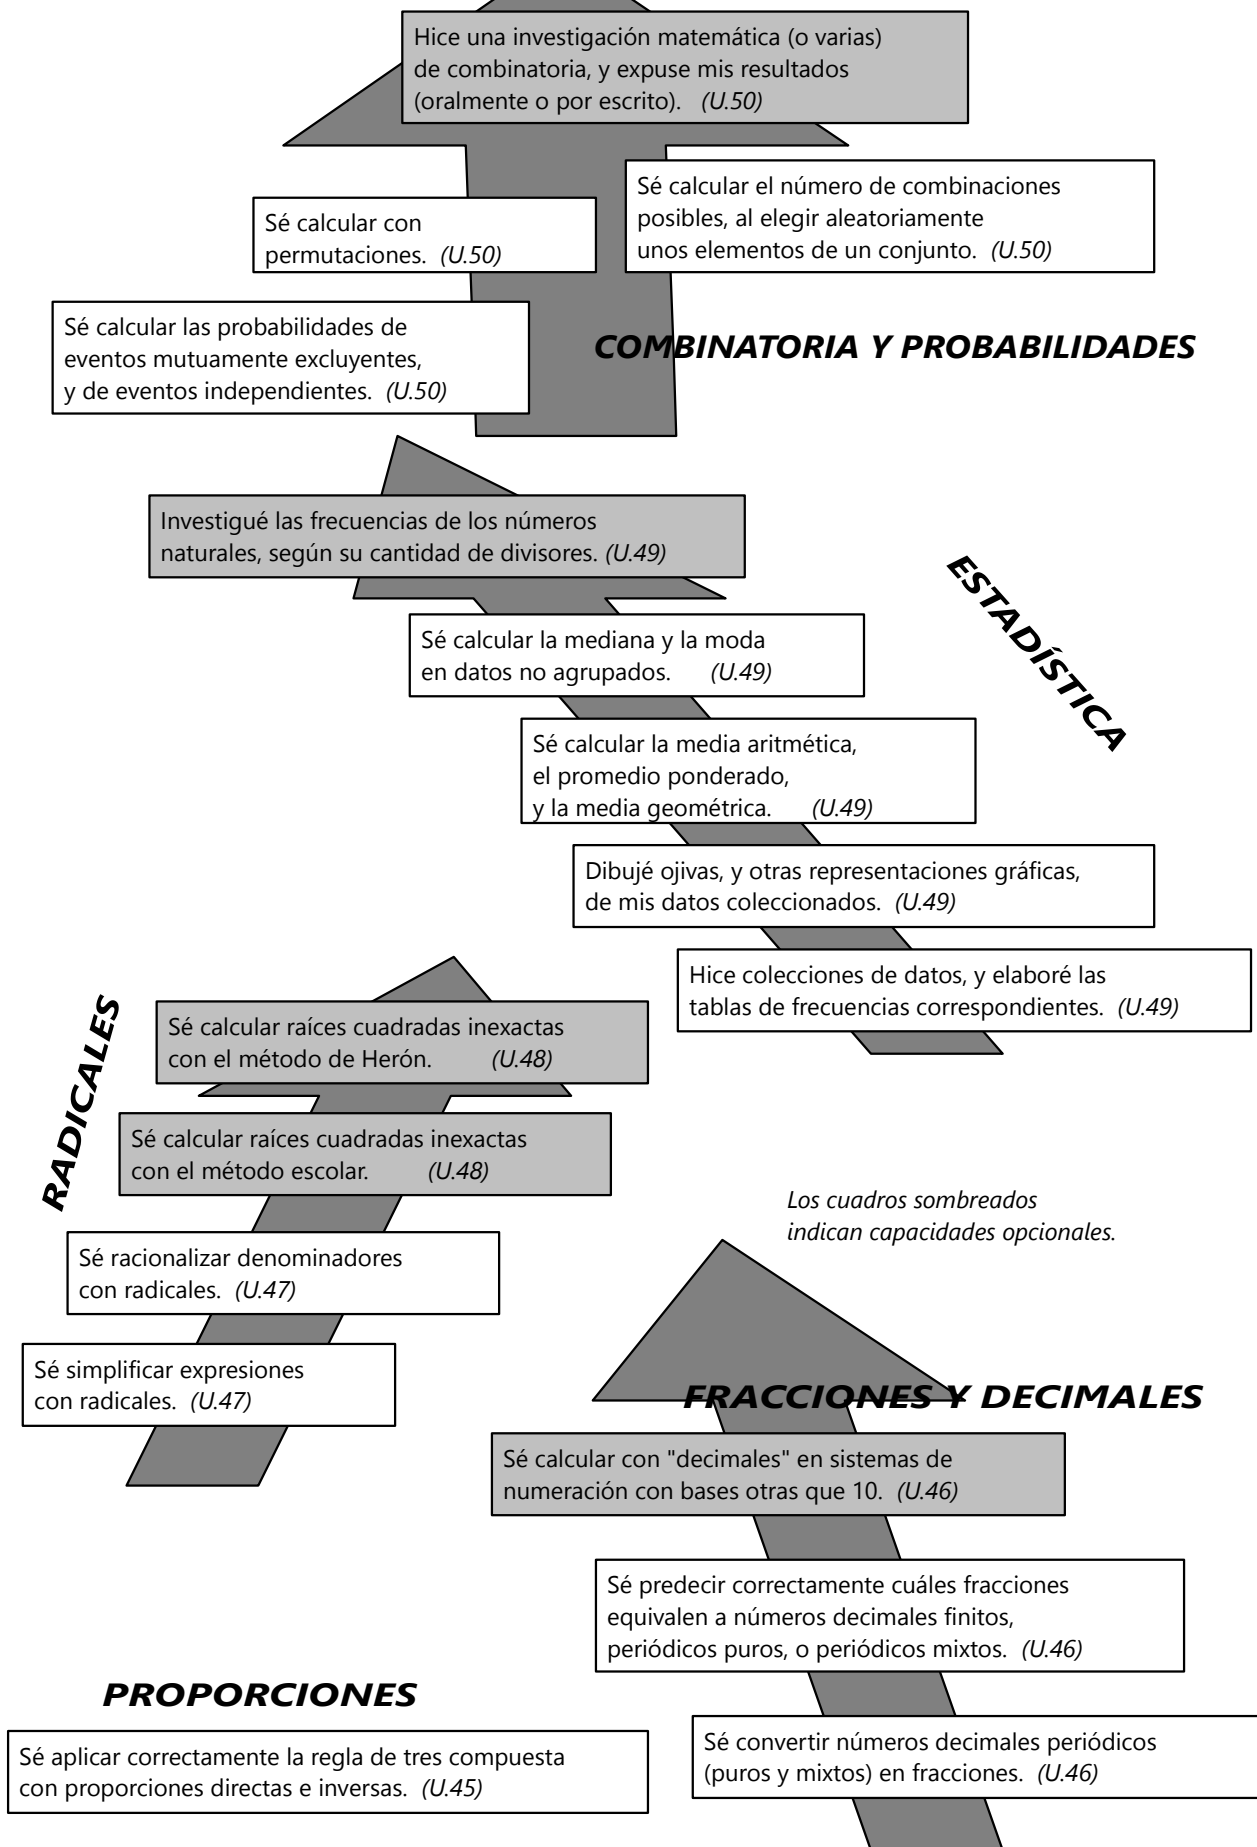 Hice una investigación matemática (o varias)
de combinatoria, y expuse mis resultados
(oralmente o por escrito). (U.50)
Sé calcular el número de combinaciones
posibles, al elegir aleatoriamente
unos elementos de un conjunto. (U.50)
Sé calcular con
permutaciones. (U.50)
Sé calcular las probabilidades de
eventos mutuamente excluyentes,
y de eventos independientes. (U.50)
COMBINATORIA Y PROBABILIDADES
Investigué las frecuencias de los números
naturales, según su cantidad de divisores. (U.49)
ESTADÍSTICA
Sé calcular la mediana y la moda
en datos no agrupados. (U.49)
Sé calcular la media aritmética,
el promedio ponderado,
y la media geométrica. (U.49)
Dibujé ojivas, y otras representaciones gráficas,
de mis datos coleccionados. (U.49)
Hice colecciones de datos, y elaboré las
tablas de frecuencias correspondientes. (U.49)
RADICALES
Sé calcular raíces cuadradas inexactas
con el método de Herón. (U.48)
Sé calcular raíces cuadradas inexactas
con el método escolar. (U.48)
Los cuadros sombreados
indican capacidades opcionales.
Sé racionalizar denominadores
con radicales. (U.47)
Sé simplificar expresiones
con radicales. (U.47)
FRACCIONES Y DECIMALES
Sé calcular con "decimales" en sistemas de
numeración con bases otras que 10. (U.46)
Sé predecir correctamente cuáles fracciones
equivalen a números decimales finitos,
periódicos puros, o periódicos mixtos. (U.46)
PROPORCIONES
Sé aplicar correctamente la regla de tres compuesta
con proporciones directas e inversas. (U.45)
Sé convertir números decimales periódicos
(puros y mixtos) en fracciones. (U.46)